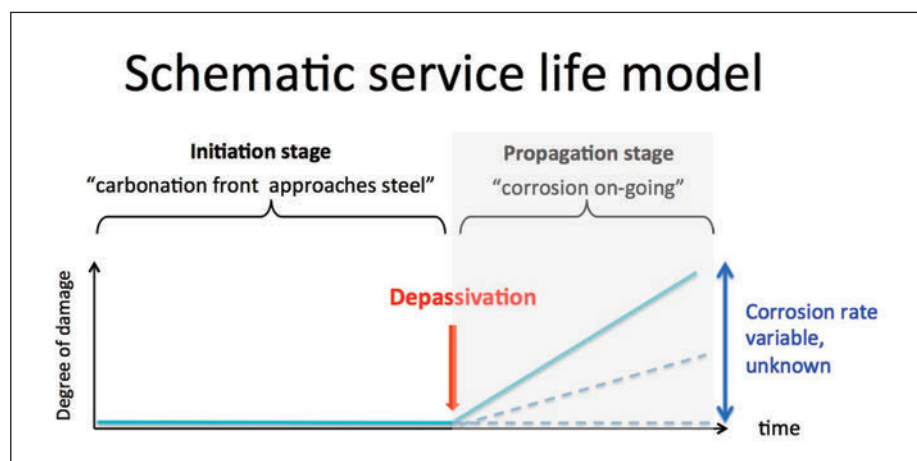 Schematic service life model
Initiation stage
"carbonation front approaches steel"
Propagation stage
"corrosion on-going"
Degree of damage
Depassivation
Corrosion rate
variable,
unknown
time